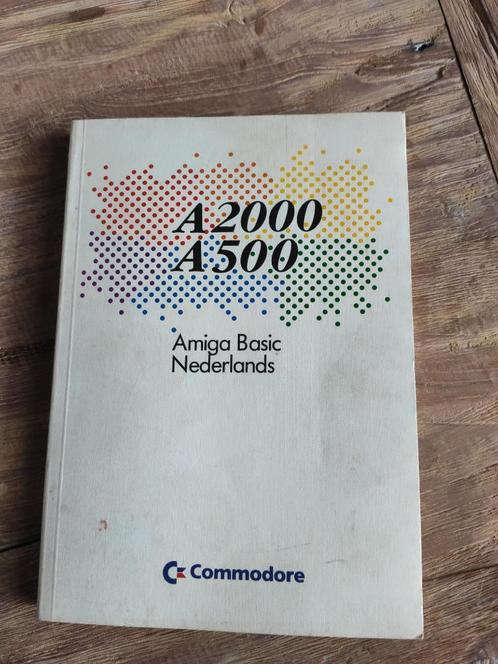 A2000
A500
Amiga Basic
Nederlands
Commodore